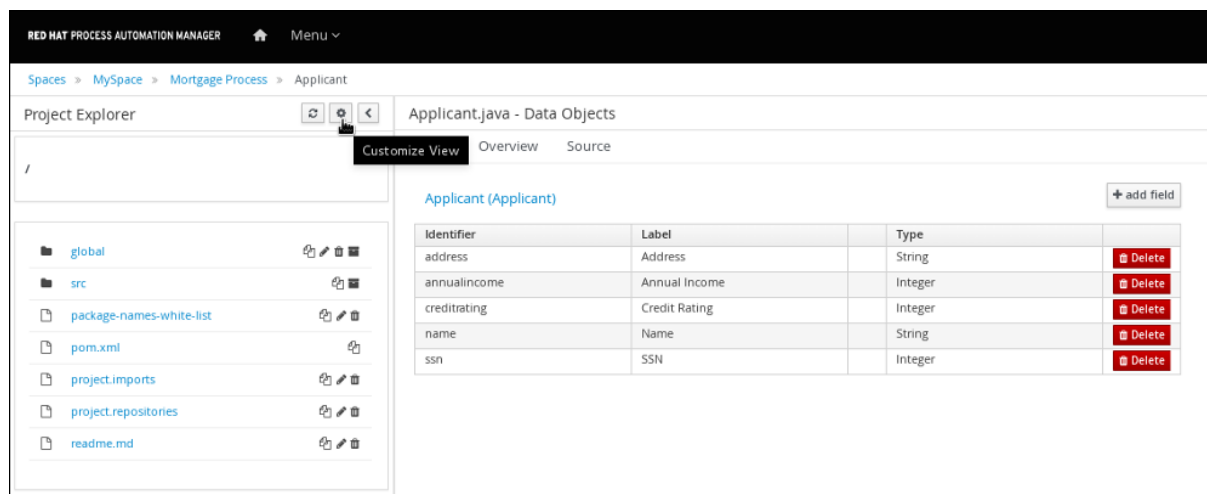 RED HAT PROCESS AUTOMATION MANAGER Menu
Spaces » MySpace » Mortgage Process » Applicant
Project Explorer
Customize View
/
global
src
package-names-white-list
pom.xml
project.imports
project.repositories
readme.md
Applicant.java - Data Objects
Overview Source
Applicant (Applicant)
+ add field
Identifier Label Type
address Address String Delete
annualincome Annual Income Integer Delete
creditrating Credit Rating Integer Delete
name Name String Delete
ssn SSN Integer Delete